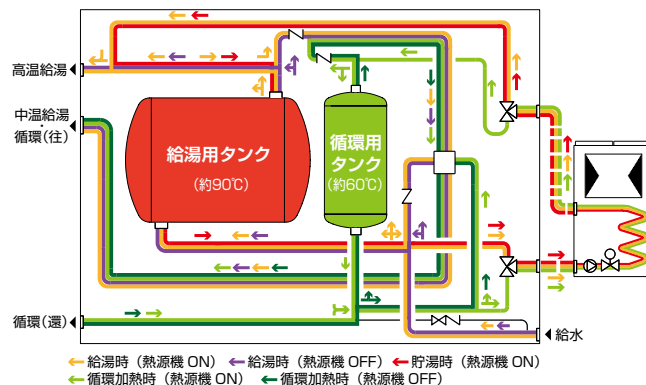 高温給湯
中温給湯
循環(往)
給湯用タンク
(約90℃)
循環用
タンク
(約60℃)
循環(還)
給水
給湯時（熱源機 ON） 給湯時（熱源機 OFF） 貯湯時（熱源機 ON）
循環加熱時（熱源機 ON） 循環加熱時（熱源機 OFF）